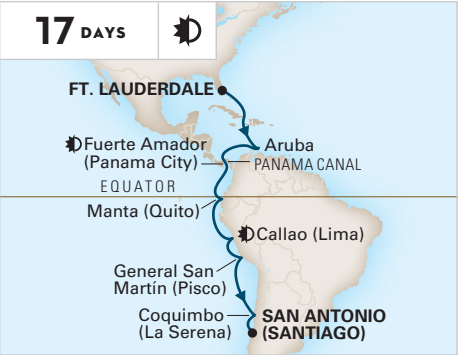 17 DAYS
FT. LAUDERDALE
Fuerte Amador
(Panama City)
Aruba
PANAMA CANAL
EQUATOR
Manta (Quito)
Callao (Lima)
General San
Martín (Pisco)
Coquimbo
(La Serena)
SAN ANTONIO
(SANTIAGO)